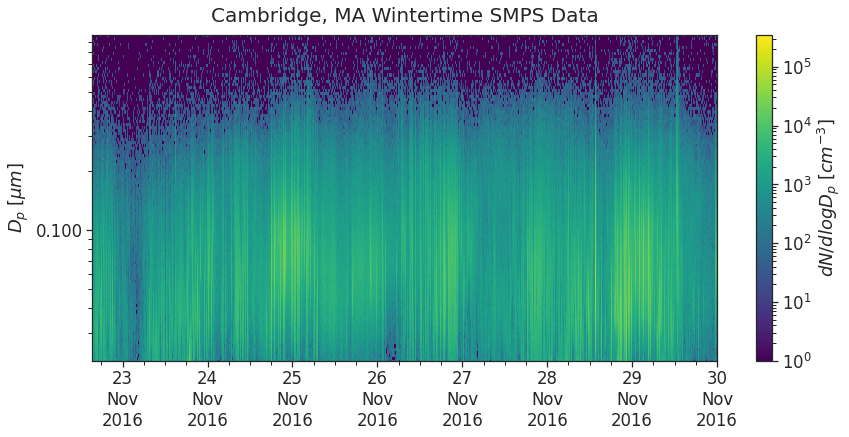 Cambridge, MA Wintertime SMPS Data
D_p [μm]
0.100
23 Nov 2016
24 Nov 2016
25 Nov 2016
26 Nov 2016
27 Nov 2016
28 Nov 2016
29 Nov 2016
30 Nov 2016
10^5
10^4
10^3
10^2
10^1
10^0
dN/dlogD_p [cm^{-3}]